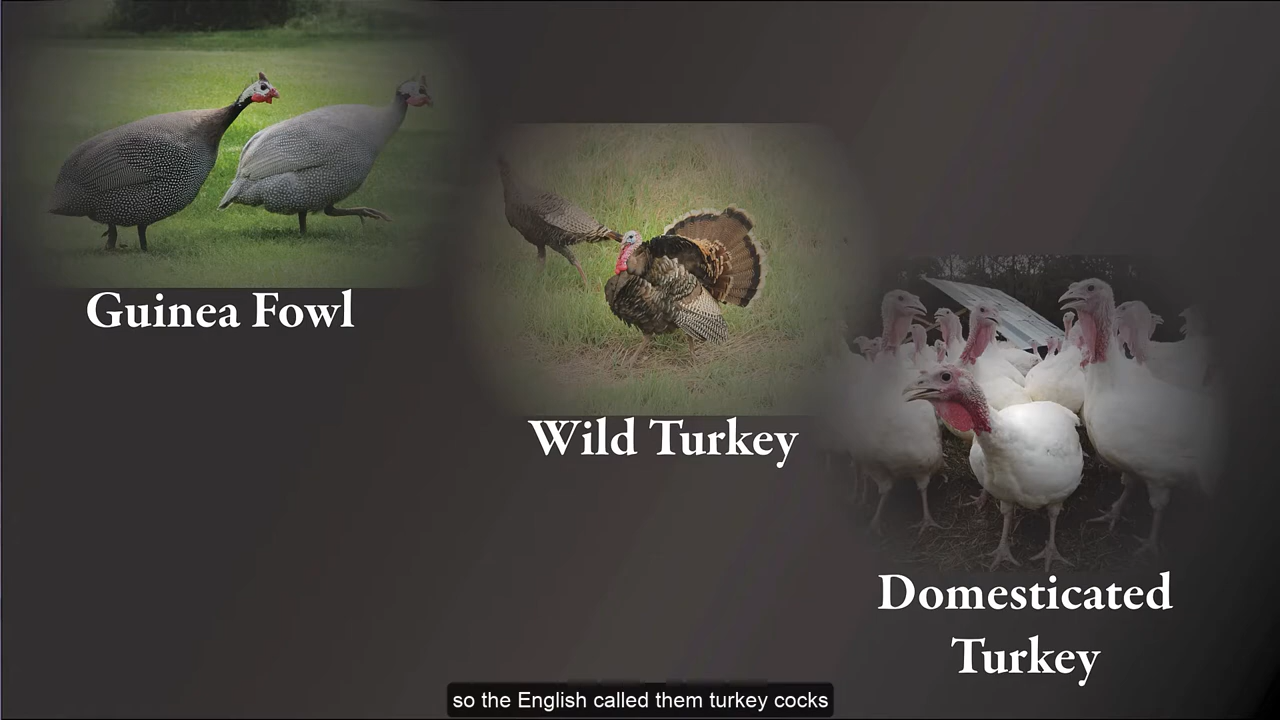 Guinea Fowl
Wild Turkey
Domesticated
Turkey
so the English called them turkey cocks